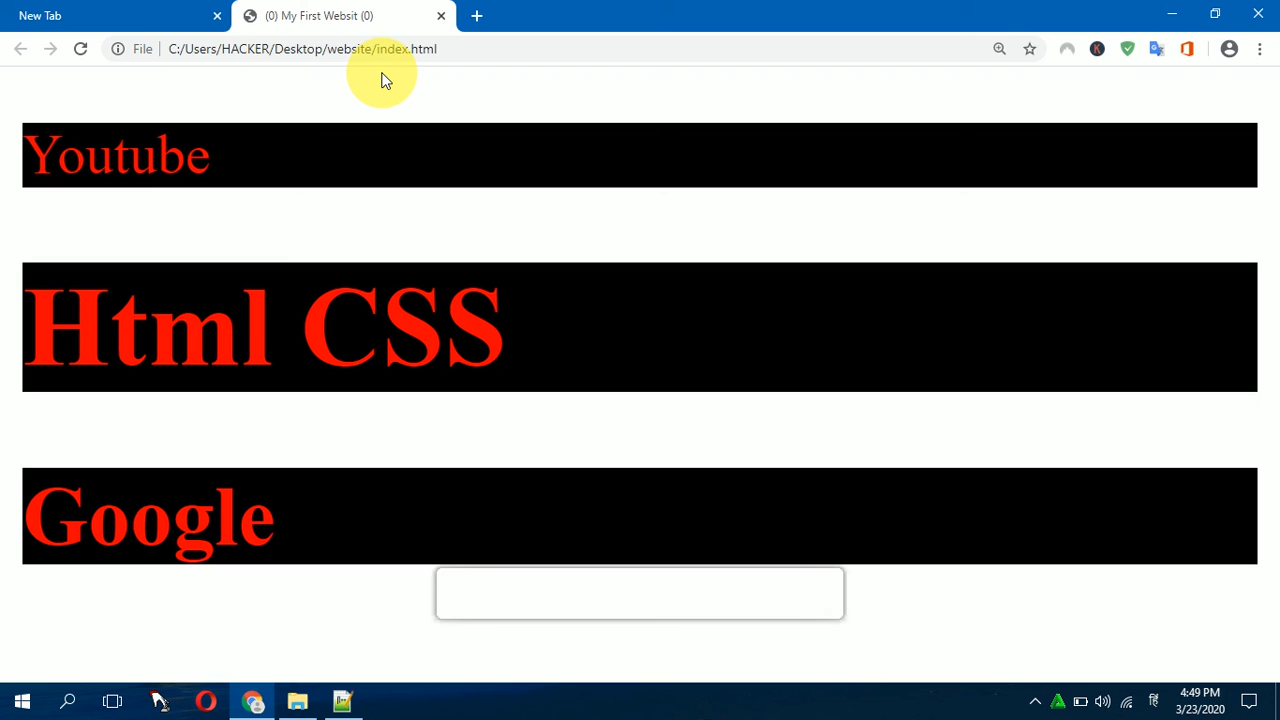 New Tab
(0) My First Websit (0)
File
C:/Users/HACKER/Desktop/website/index.html
K
Youtube
Html CSS
Google
हिं
4:49 PM
3/23/2020